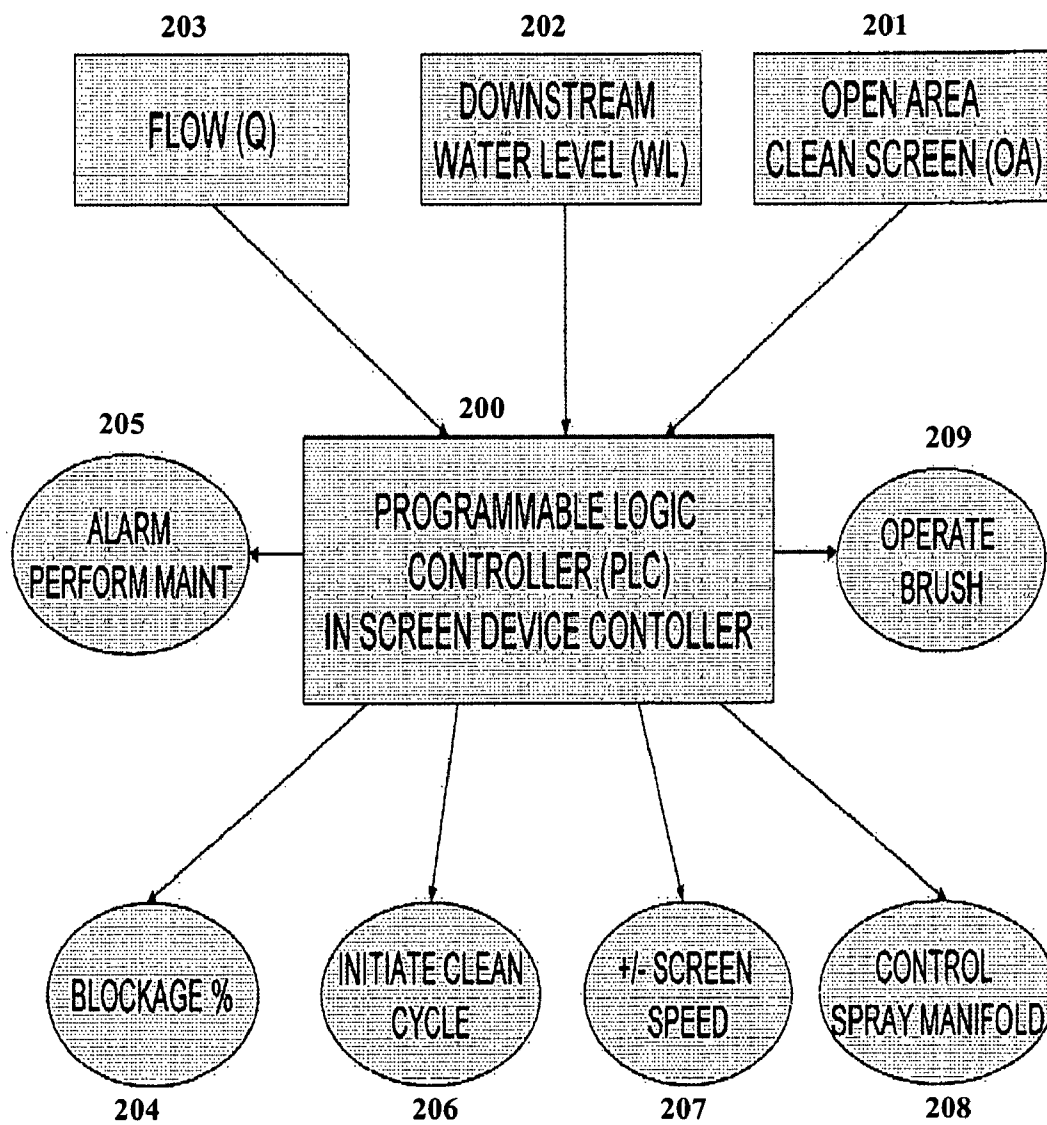 203
202
201
FLOW (Q)
DOWNSTREAM
WATER LEVEL (WL)
OPEN AREA
CLEAN SCREEN (OA)
200
205
209
ALARM
PERFORM MAINT
PROGRAMMABLE LOGIC
CONTROLLER (PLC)
IN SCREEN DEVICE CONTOLLER
OPERATE
BRUSH
BLOCKAGE %
INITIATE CLEAN
CYCLE
+/- SCREEN
SPEED
CONTROL
SPRAY MANIFOLD
204
206
207
208